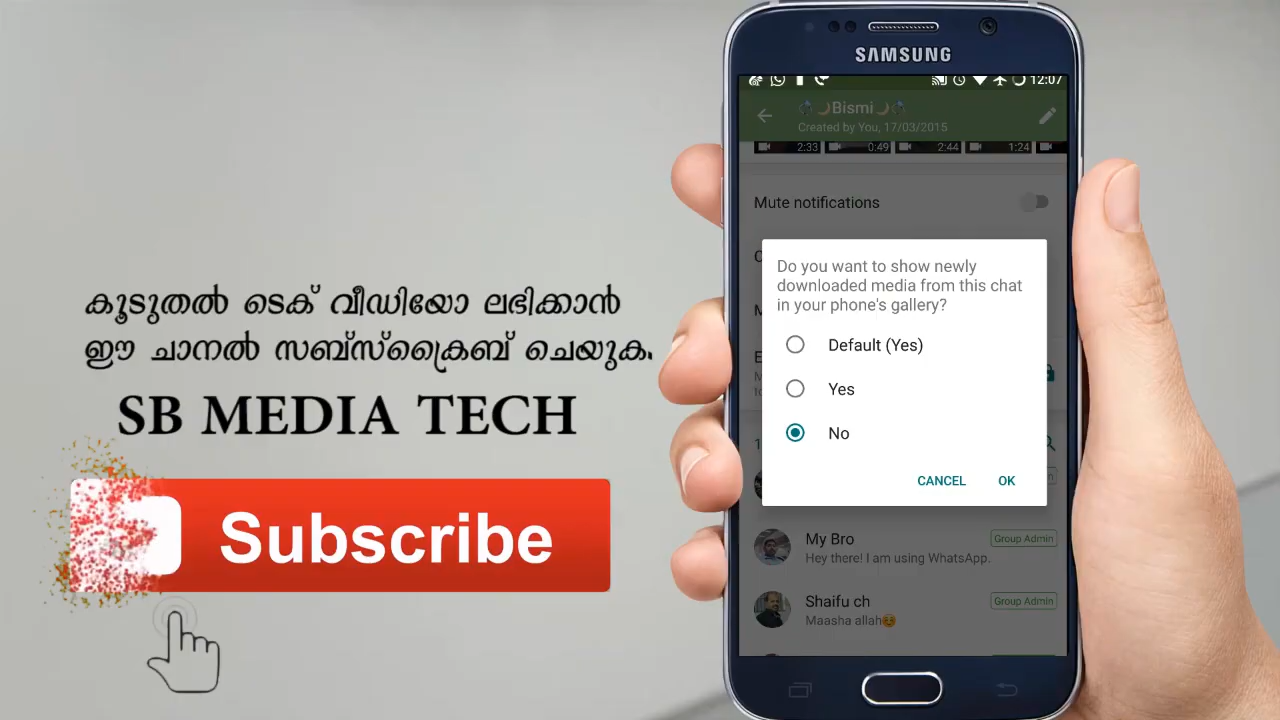 കൂടുതൽ ടെക് വീഡിയോ ലഭിക്കാൻ
ഈ ചാനൽ സബ്സ്ക്രൈബ് ചെയുക.
SB MEDIA TECH
Subscribe
SAMSUNG
12:07
Bismi
Created by You, 17/03/2015
2:33 0:49 2:44 1:24
Mute notifications
Do you want to show newly
downloaded media from this chat
in your phone's gallery?
Default (Yes)
Yes
No
CANCEL OK
My Bro Group Admin
Hey there! I am using WhatsApp.
Shaifu ch Group Admin
Maasha allah☺️